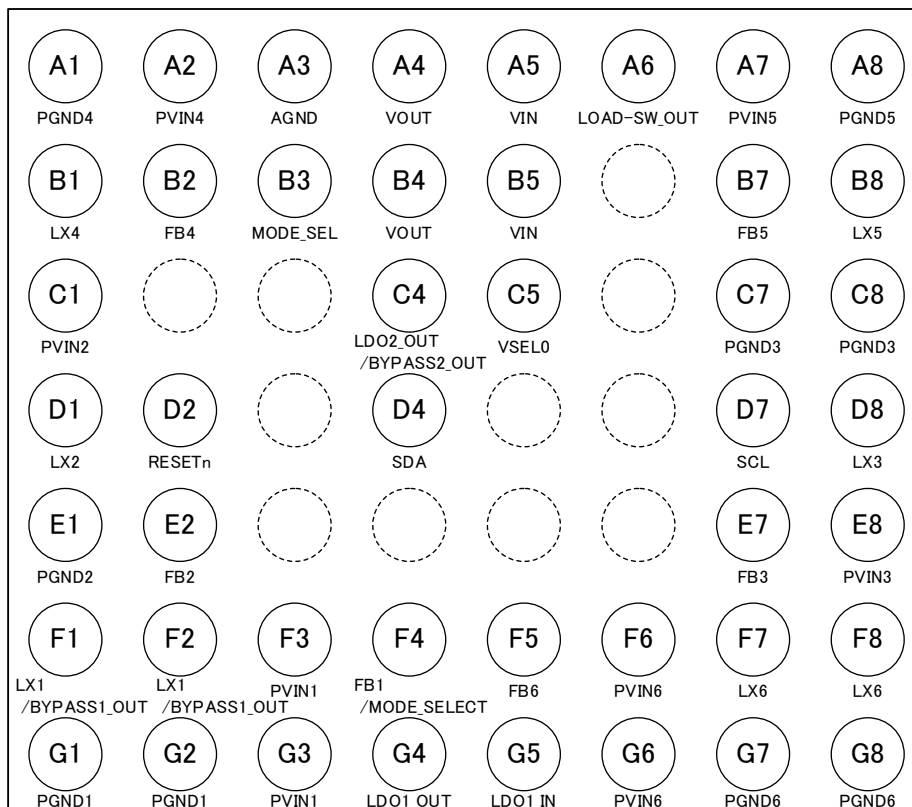 A1 A2 A3 A4 A5 A6 A7 A8
PGND4 PVIN4 AGND VOUT VIN LOAD-SW_OUT PVIN5 PGND5
B1 B2 B3 B4 B5 B7 B8
LX4 FB4 MODE_SEL VOUT VIN FB5 LX5
C1 C4 C5 C7 C8
PVIN2 LDO2_OUT VSEL0 PGND3 PGND3
/BYPASS2_OUT
D1 D2 D4 D7 D8
LX2 RESETn SDA SCL LX3
E1 E2 E7 E8
PGND2 FB2 FB3 PVIN3
F1 F2 F3 F4 F5 F6 F7 F8
LX1 LX1 PVIN1 FB1 FB6 PVIN6 LX6 LX6
/BYPASS1_OUT /BYPASS1_OUT /MODE_SELECT
G1 G2 G3 G4 G5 G6 G7 G8
PGND1 PGND1 PVIN1 LDO1 OUT LDO1 IN PVIN6 PGND6 PGND6